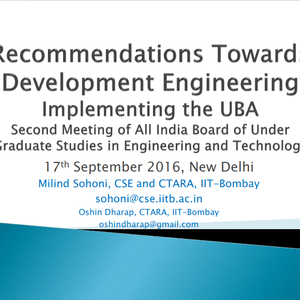 Recommendations Towards
Development Engineering
Implementing the UBA
Second Meeting of All India Board of Under
Graduate Studies in Engineering and Technolog
17th September 2016, New Delhi
Milind Sohoni, CSE and CTARA, IIT-Bombay
sohoni@cse.iitb.ac.in
Oshin Dharap, CTARA, IIT-Bombay
oshindharap@gmail.com